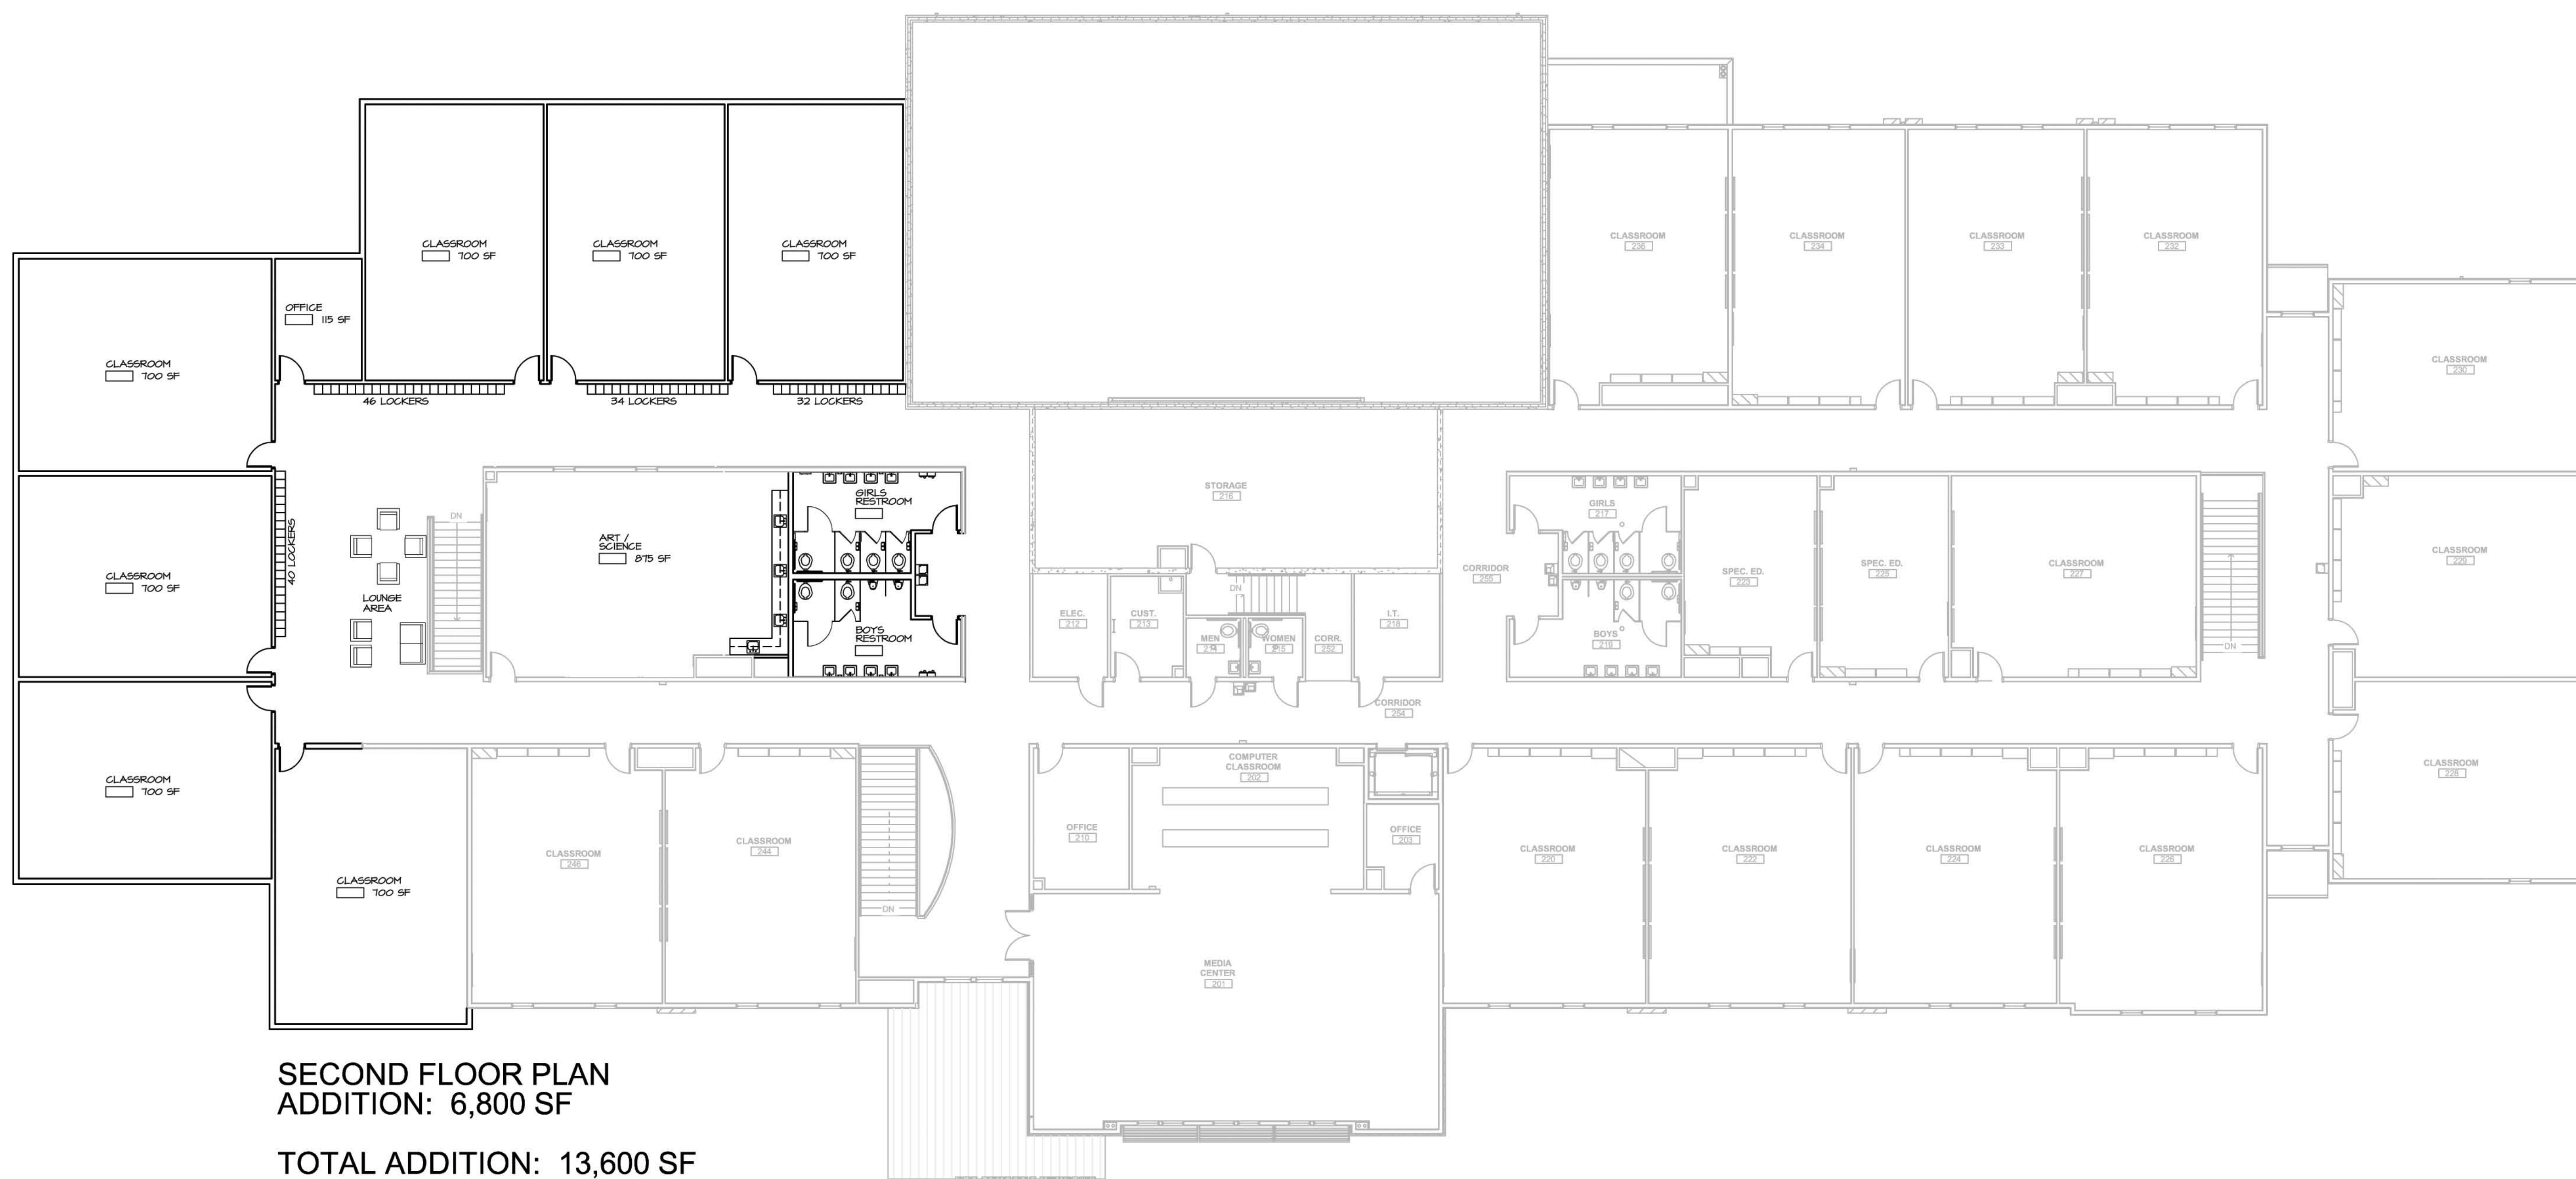 CLASSROOM
700 SF
CLASSROOM
700 SF
CLASSROOM
700 SF
CLASSROOM
236
CLASSROOM
234
CLASSROOM
233
CLASSROOM
232
OFFICE
115 SF
CLASSROOM
700 SF
CLASSROOM
230
46 LOCKERS
34 LOCKERS
32 LOCKERS
STORAGE
216
GIRLS
RESTROOM
GIRLS
217
DN
40 LOCKERS
ART /
SCIENCE
875 SF
CLASSROOM
229
CLASSROOM
227
SPEC. ED.
225
SPEC. ED.
223
CORRIDOR
255
CLASSROOM
700 SF
LOUNGE
AREA
DN
ELEC.
212
CUST.
213
I.T.
218
BOYS
RESTROOM
MEN
214
WOMEN
215
CORR.
252
BOYS
219
DN
CORRIDOR
254
CLASSROOM
700 SF
COMPUTER
CLASSROOM
202
CLASSROOM
228
OFFICE
210
OFFICE
203
CLASSROOM
246
CLASSROOM
244
CLASSROOM
220
CLASSROOM
222
CLASSROOM
224
CLASSROOM
226
CLASSROOM
700 SF
DN
MEDIA
CENTER
201
SECOND FLOOR PLAN
ADDITION: 6,800 SF
TOTAL ADDITION: 13,600 SF